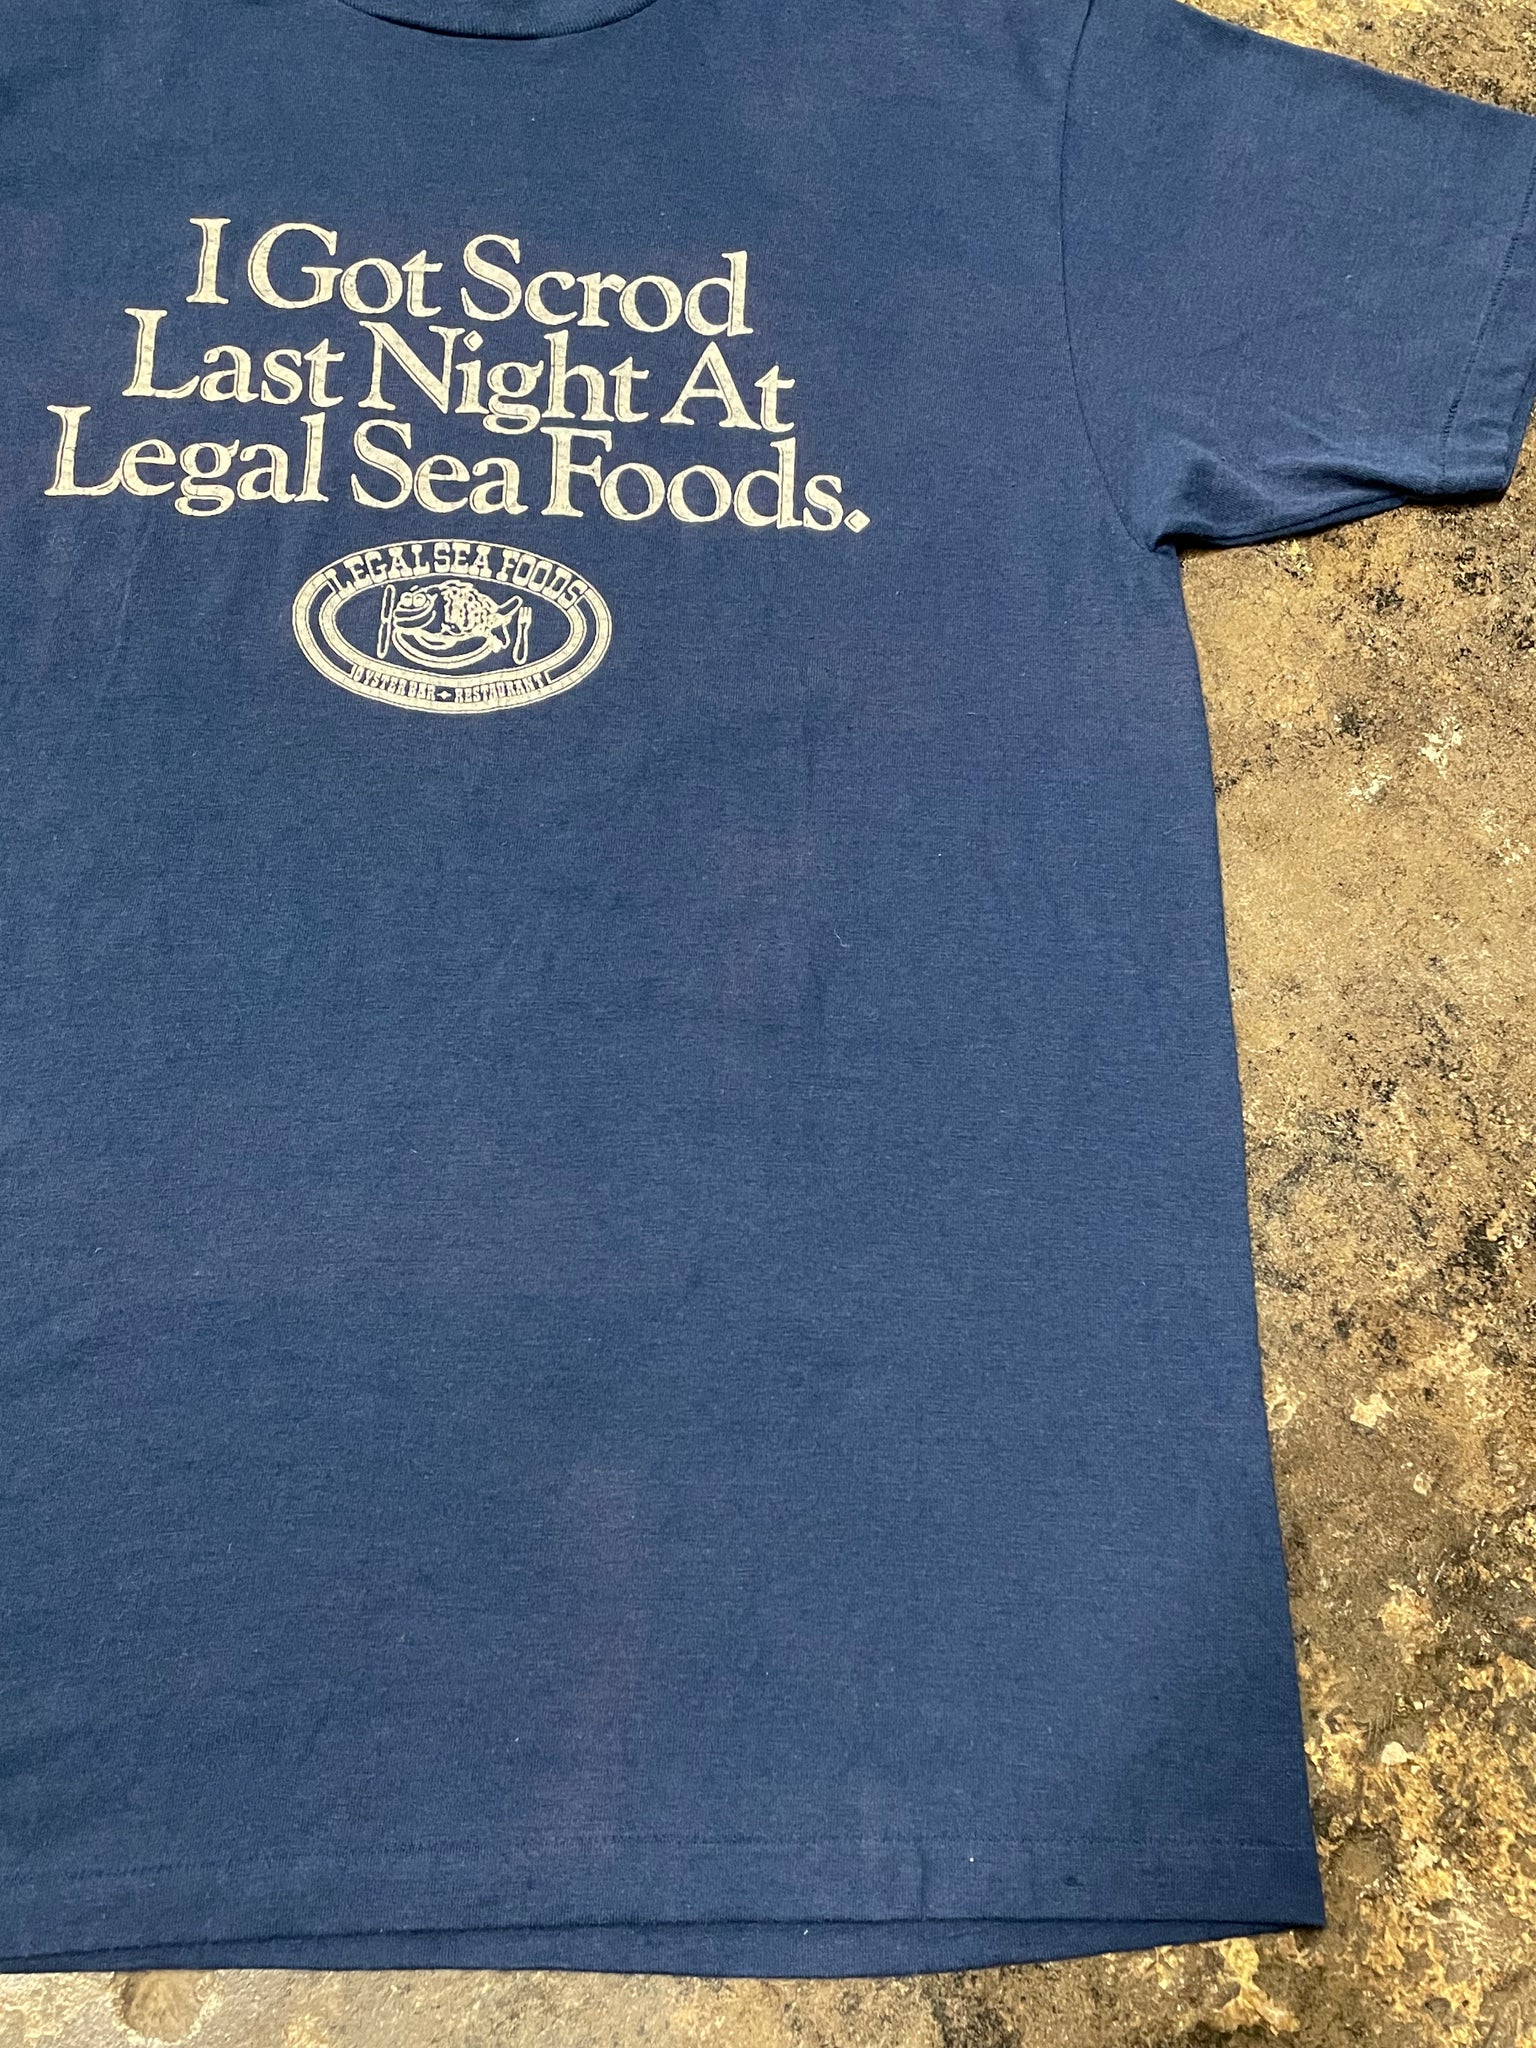 I Got Scrod
Last Night At
Legal Sea Foods.
LEGAL SEA FOODS
OYSTER BAR RESTAURANT